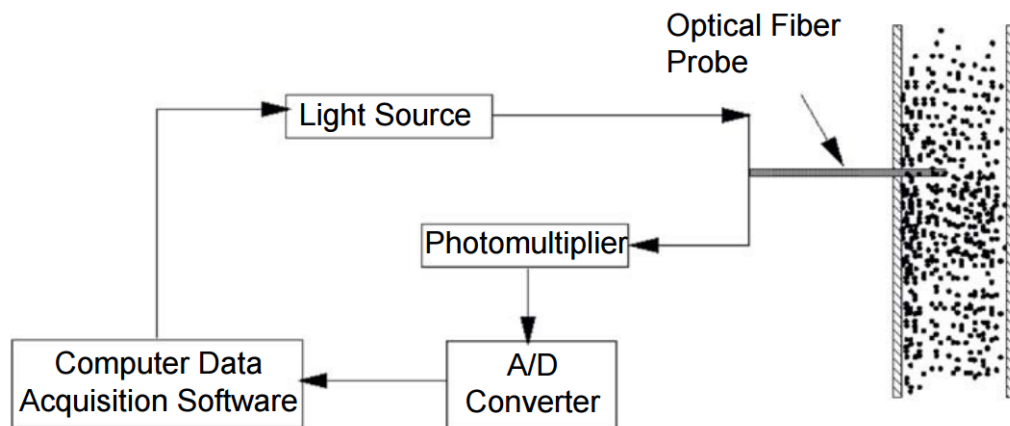 Optical Fiber
Probe
Light Source
Photomultiplier
Computer Data
Acquisition Software
A/D
Converter